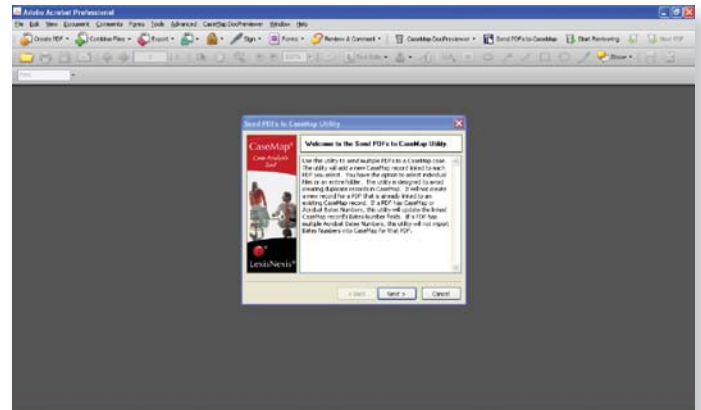 Adobe Acrobat Professional
File Edit View Document Comments Forms Tools Advanced CaseMap DocPreviewer Window Help
Create PDF Combine Files Export Sign Forms Review & Comment CaseMap DocPreviewer Send PDFs to CaseMap Start Reviewing Next PDF
Show
Send PDFs to CaseMap Utility
CaseMap®
Case Analysis
Tool
LexisNexis®
Welcome to the Send PDFs to CaseMap Utility
Use the utility to send multiple PDFs to a CaseMap case.
The utility will add a new CaseMap record linked to each
PDF you select. You have the option to select individual
files or an entire folder. The utility is designed to avoid
creating duplicate records in CaseMap. It will not create
a new record for a PDF that is already linked to an
existing CaseMap record. If a PDF has CaseMap or
Acrobat Bates Numbers, this utility will update the linked
CaseMap record's Bates Number fields. If a PDF has
multiple Acrobat Bates Numbers, this utility will not import
Bates Numbers into CaseMap for that PDF.
< Back Next > Cancel